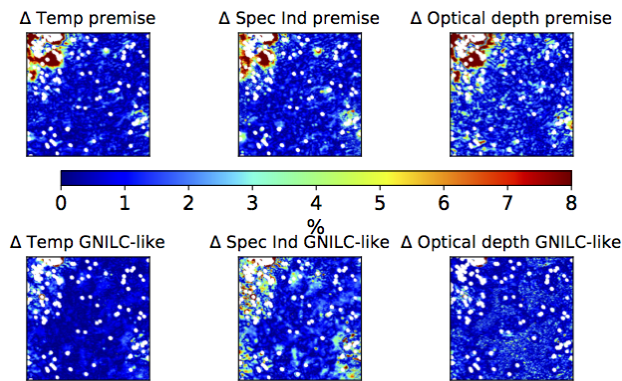 Δ Temp premise Δ Spec Ind premise Δ Optical depth premise
0 1 2 3 4 5 6 7 8
%
Δ Temp GNILC-like Δ Spec Ind GNILC-like Δ Optical depth GNILC-like